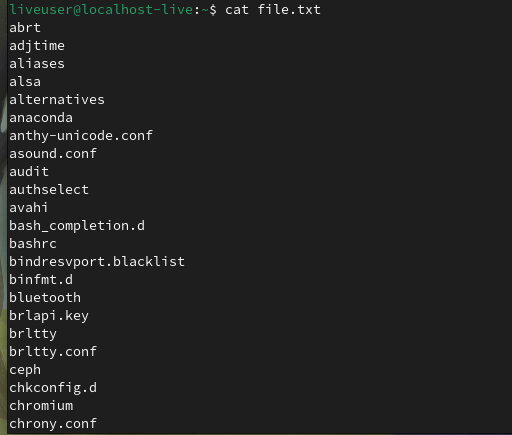 liveuser@localhost-live:~$ cat file.txt
abrt
adjtime
aliases
alsa
alternatives
anaconda
anthy-unicode.conf
asound.conf
audit
authselect
avahi
bash_completion.d
bashrc
bindresvport.blacklist
binfmt.d
bluetooth
brlapi.key
brltty
brltty.conf
ceph
chkconfig.d
chromium
chrony.conf